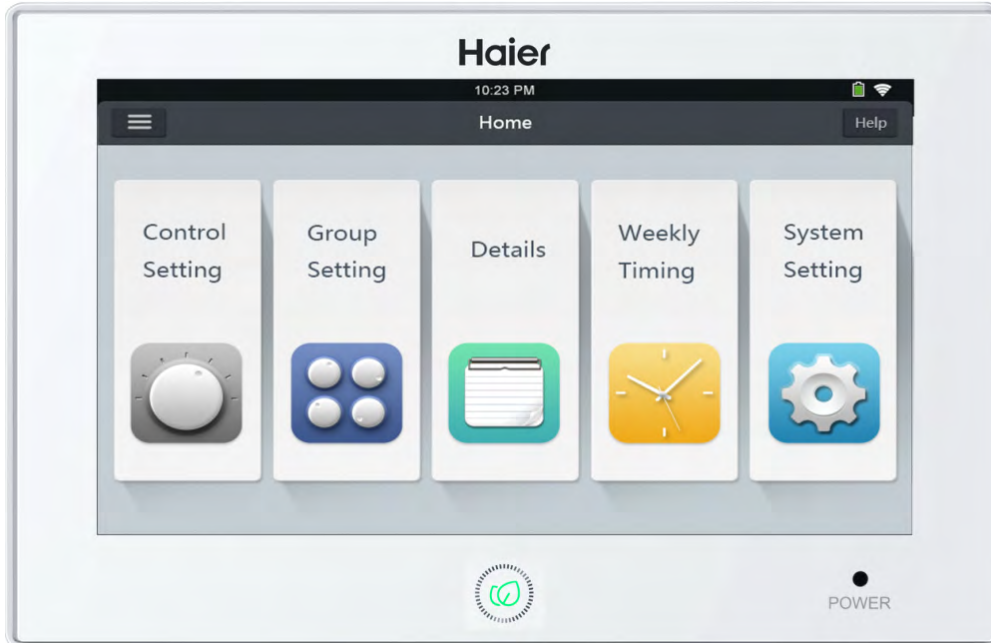 Haier
10:23 PM
Home
Help
Control
Setting
Group
Setting
Details
Weekly
Timing
System
Setting
POWER